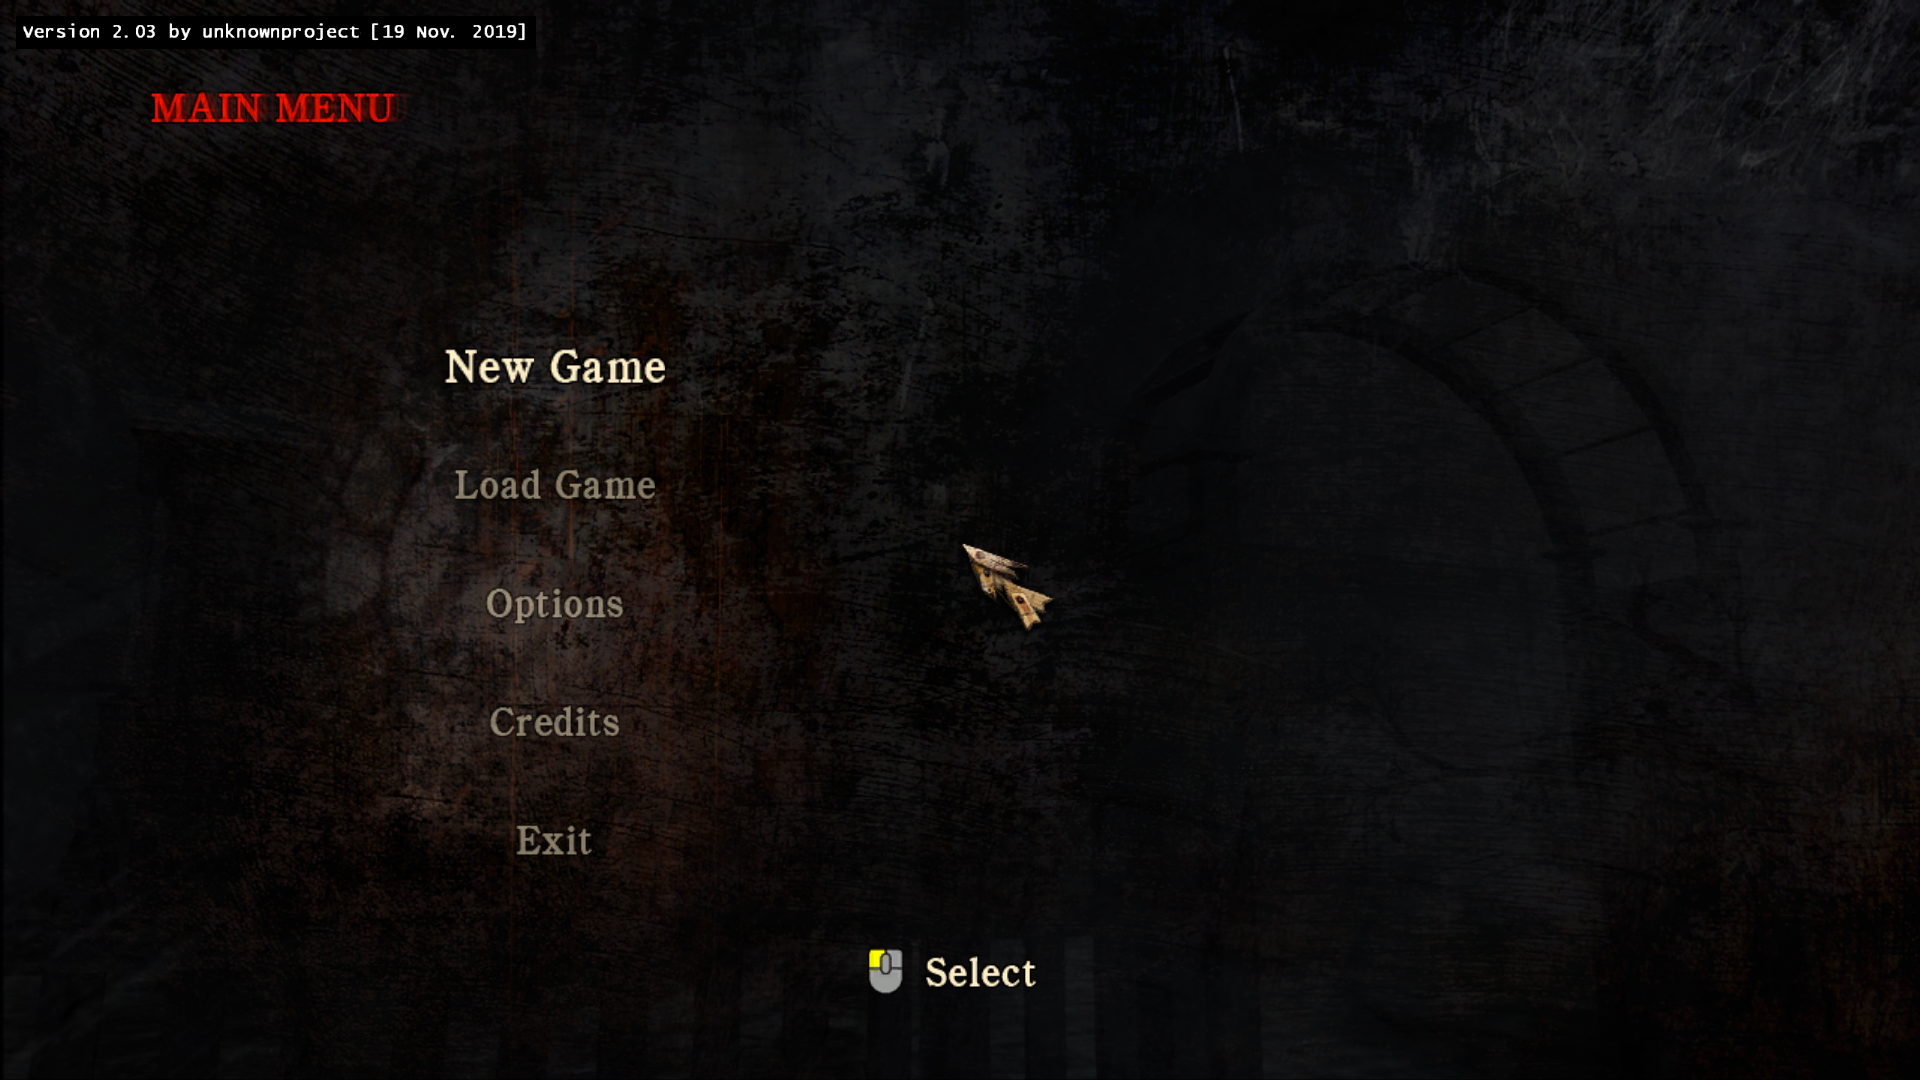 Version 2.03 by unknownproject [19 Nov. 2019]
MAIN MENU
New Game
Load Game
Options
Credits
Exit
Select